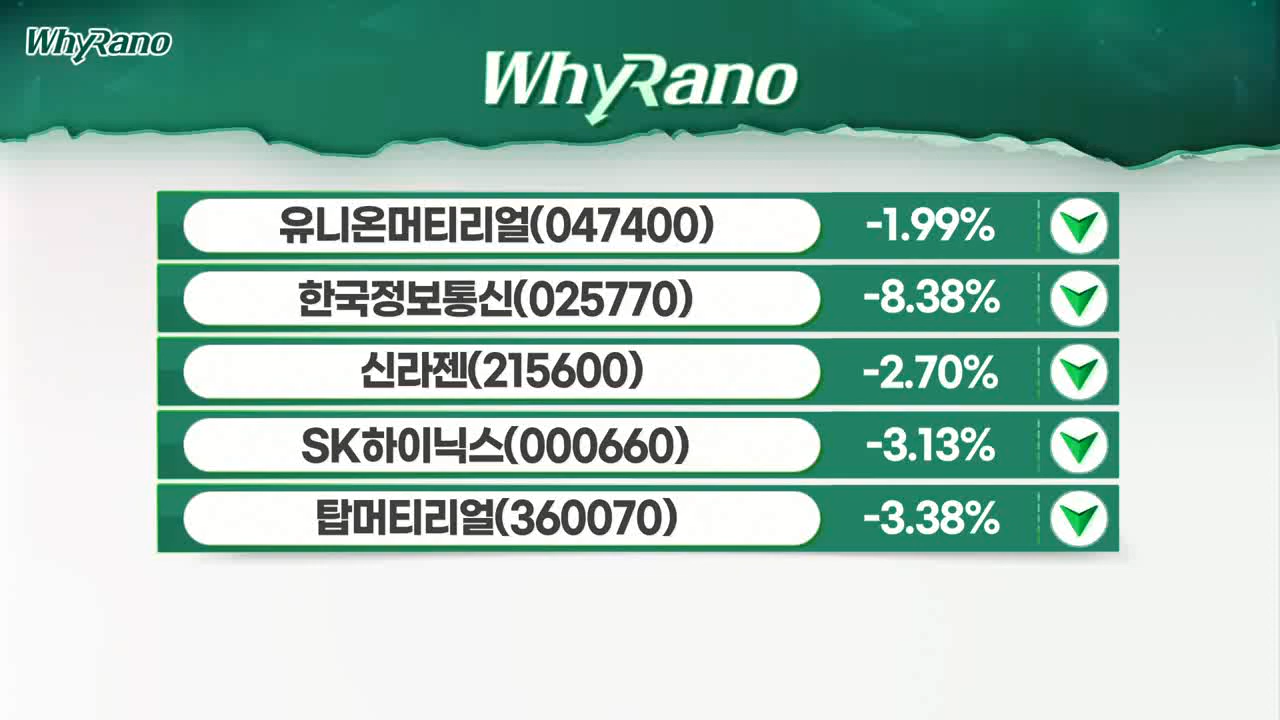 WhyRano
WhyRano
유니온머티리얼(047400) -1.99%
한국정보통신(025770) -8.38%
신라젠(215600) -2.70%
SK하이닉스(000660) -3.13%
탑머티리얼(360070) -3.38%